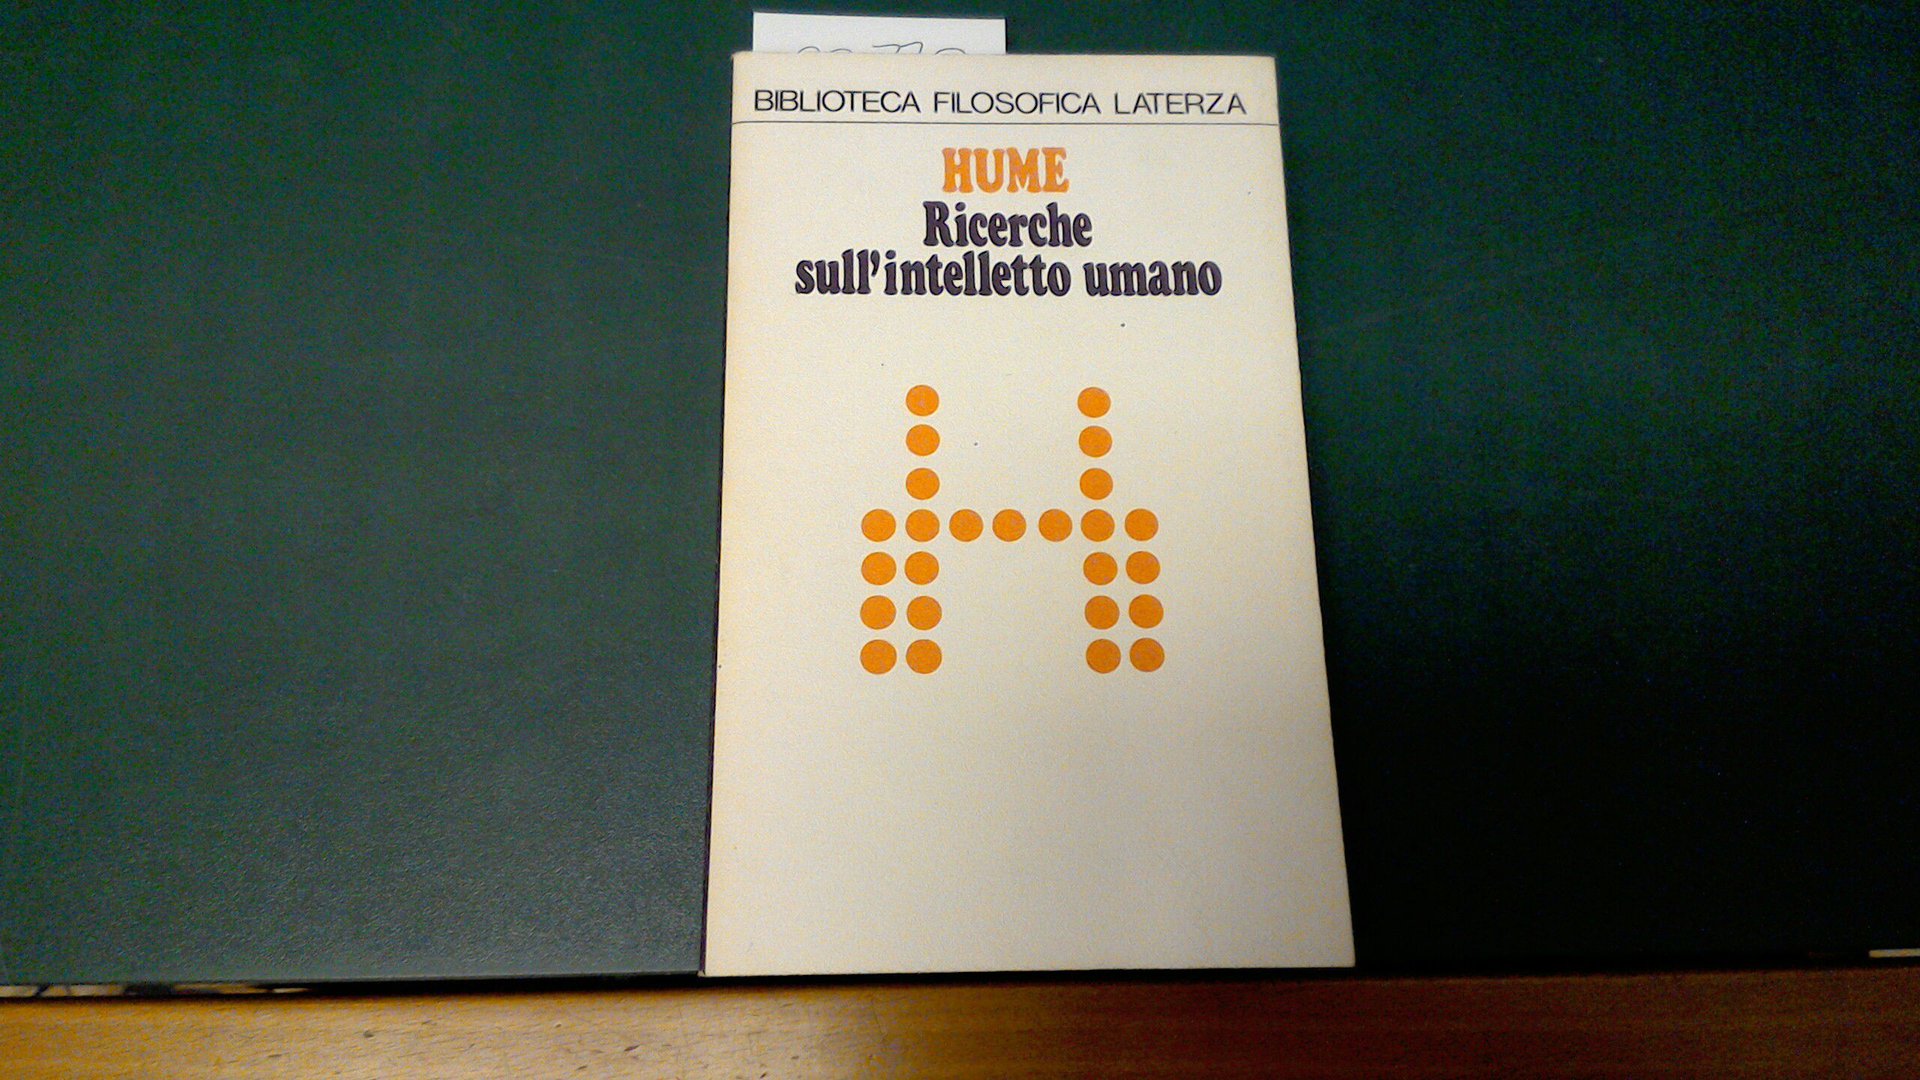 BIBLIOTECA FILOSOFICA LATERZA
HUME
Ricerche
sull'intelletto umano